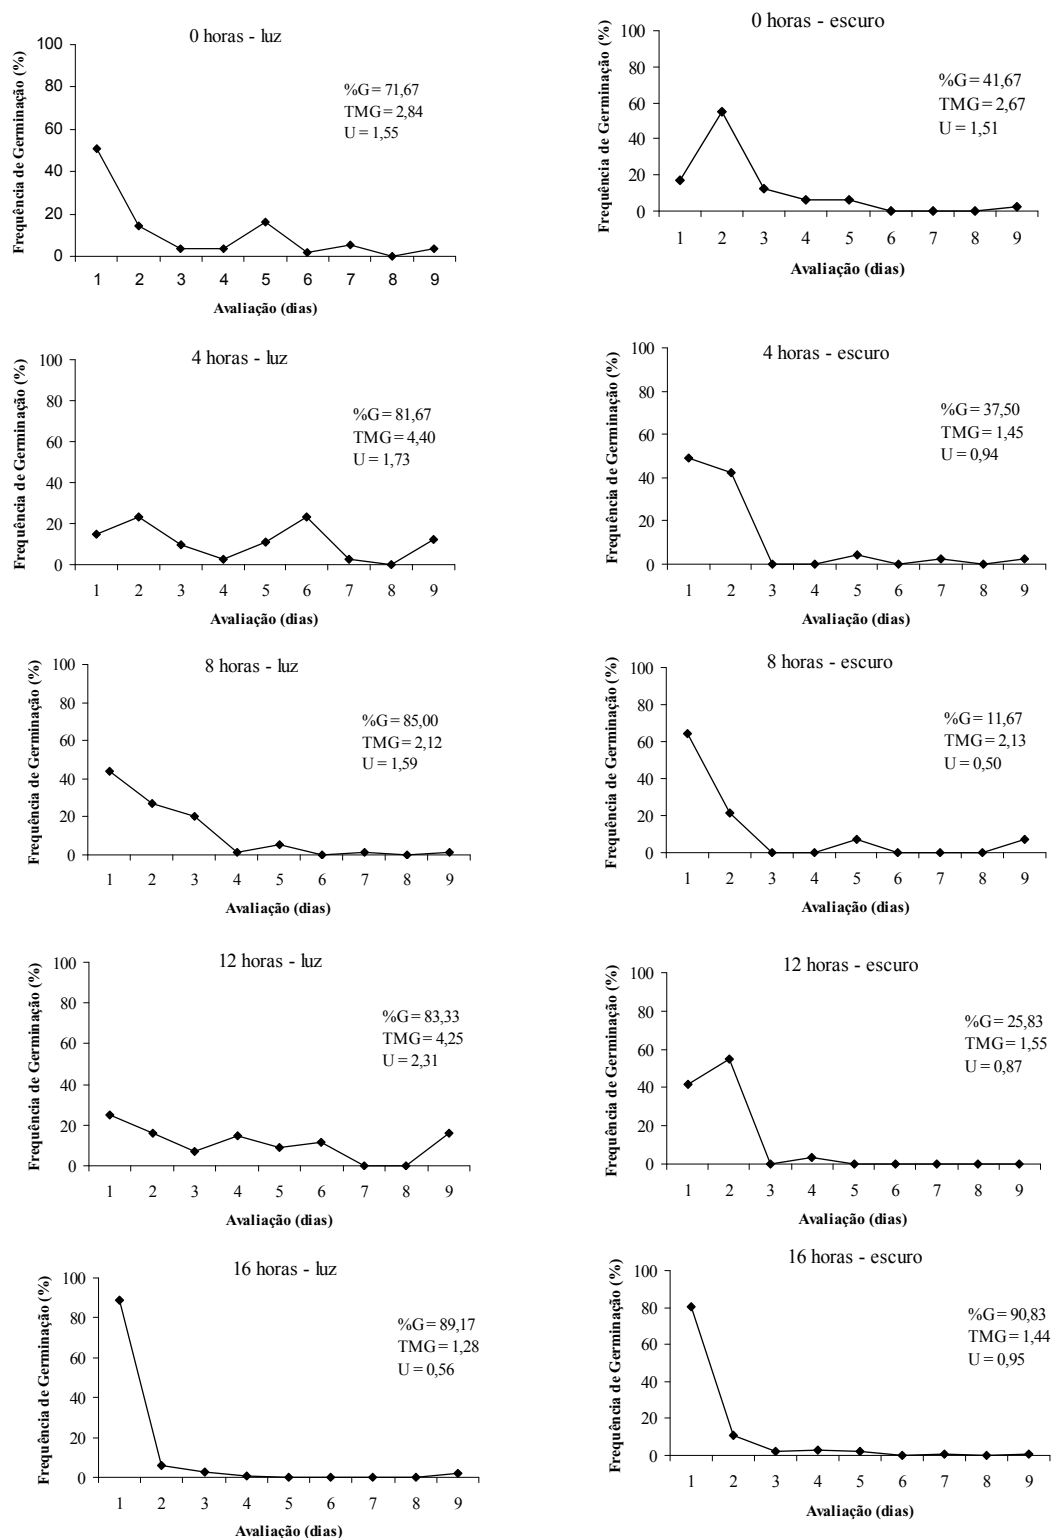 0 horas - luz
Frequência de Germinação (%)
100
80
60
40
20
0
%G = 71,67
TMG = 2,84
U = 1,55
1 2 3 4 5 6 7 8 9
Avaliação (dias)
0 horas - escuro
Frequência de Germinação (%)
100
80
60
40
20
0
%G = 41,67
TMG = 2,67
U = 1,51
1 2 3 4 5 6 7 8 9
Avaliação (dias)
4 horas - luz
Frequência de Germinação (%)
100
80
60
40
20
0
%G = 81,67
TMG = 4,40
U = 1,73
1 2 3 4 5 6 7 8 9
Avaliação (dias)
4 horas - escuro
Frequência de Germinação (%)
100
80
60
40
20
0
%G = 37,50
TMG = 1,45
U = 0,94
1 2 3 4 5 6 7 8 9
Avaliação (dias)
8 horas - luz
Frequência de Germinação (%)
100
80
60
40
20
0
%G = 85,00
TMG = 2,12
U = 1,59
1 2 3 4 5 6 7 8 9
Avaliação (dias)
8 horas - escuro
Frequência de Germinação (%)
100
80
60
40
20
0
%G = 11,67
TMG = 2,13
U = 0,50
1 2 3 4 5 6 7 8 9
Avaliação (dias)
12 horas - luz
Frequência de Germinação (%)
100
80
60
40
20
0
%G = 83,33
TMG = 4,25
U = 2,31
1 2 3 4 5 6 7 8 9
Avaliação (dias)
12 horas - escuro
Frequência de Germinação (%)
100
80
60
40
20
0
%G = 25,83
TMG = 1,55
U = 0,87
1 2 3 4 5 6 7 8 9
Avaliação (dias)
16 horas - luz
Frequência de Germinação (%)
100
80
60
40
20
0
%G = 89,17
TMG = 1,28
U = 0,56
1 2 3 4 5 6 7 8 9
Avaliação (dias)
16 horas - escuro
Frequência de Germinação (%)
100
80
60
40
20
0
%G = 90,83
TMG = 1,44
U = 0,95
1 2 3 4 5 6 7 8 9
Avaliação (dias)